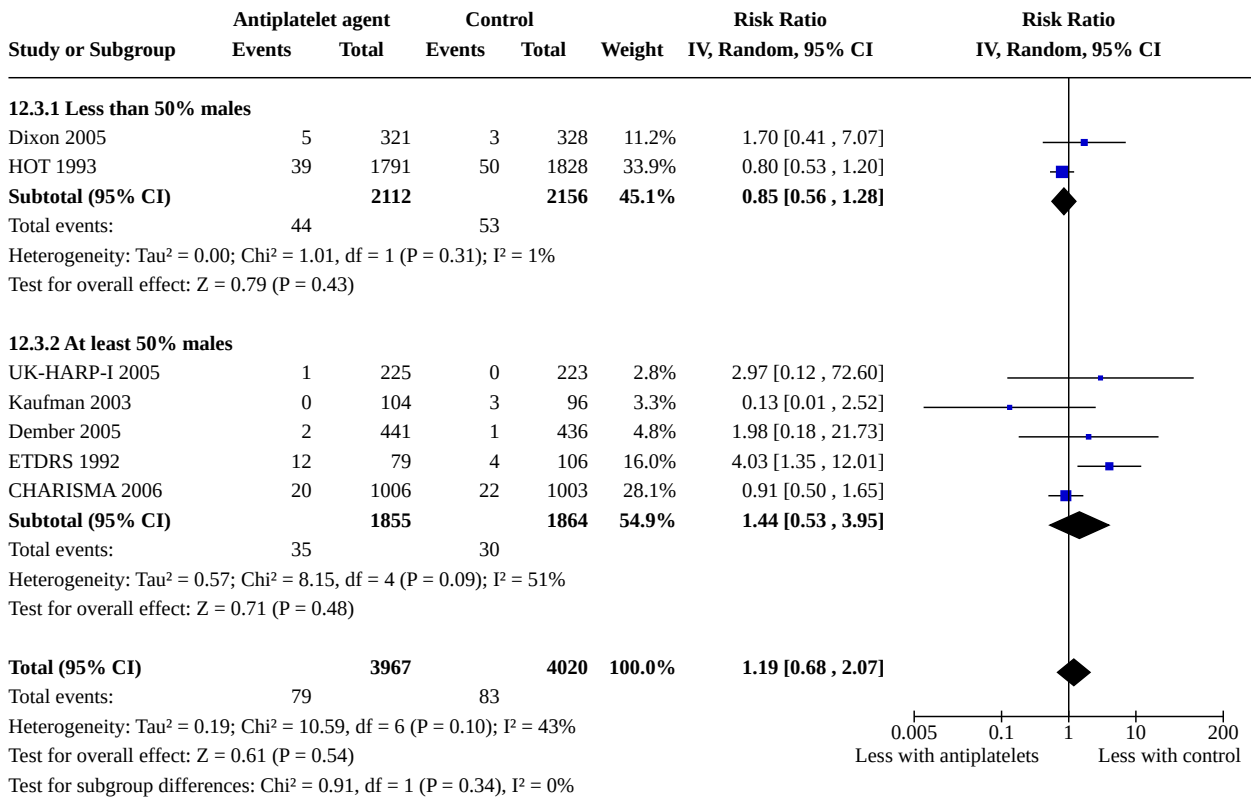 Antiplatelet agent Control Risk Ratio Risk Ratio
Study or Subgroup Events Total Events Total Weight IV, Random, 95% CI IV, Random, 95% CI
12.3.1 Less than 50% males
Dixon 2005 5 321 3 328 11.2% 1.70 [0.41 , 7.07]
HOT 1993 39 1791 50 1828 33.9% 0.80 [0.53 , 1.20]
Subtotal (95% CI) 2112 2156 45.1% 0.85 [0.56 , 1.28]
Total events: 44 53
Heterogeneity: Tau² = 0.00; Chi² = 1.01, df = 1 (P = 0.31); I² = 1%
Test for overall effect: Z = 0.79 (P = 0.43)
12.3.2 At least 50% males
UK-HARP-I 2005 1 225 0 223 2.8% 2.97 [0.12 , 72.60]
Kaufman 2003 0 104 3 96 3.3% 0.13 [0.01 , 2.52]
Dember 2005 2 441 1 436 4.8% 1.98 [0.18 , 21.73]
ETDRS 1992 12 79 4 106 16.0% 4.03 [1.35 , 12.01]
CHARISMA 2006 20 1006 22 1003 28.1% 0.91 [0.50 , 1.65]
Subtotal (95% CI) 1855 1864 54.9% 1.44 [0.53 , 3.95]
Total events: 35 30
Heterogeneity: Tau² = 0.57; Chi² = 8.15, df = 4 (P = 0.09); I² = 51%
Test for overall effect: Z = 0.71 (P = 0.48)
Total (95% CI) 3967 4020 100.0% 1.19 [0.68 , 2.07]
Total events: 79 83
Heterogeneity: Tau² = 0.19; Chi² = 10.59, df = 6 (P = 0.10); I² = 43%
0.005 0.1 1 10 200
Test for overall effect: Z = 0.61 (P = 0.54) Less with antiplatelets Less with control
Test for subgroup differences: Chi² = 0.91, df = 1 (P = 0.34), I² = 0%